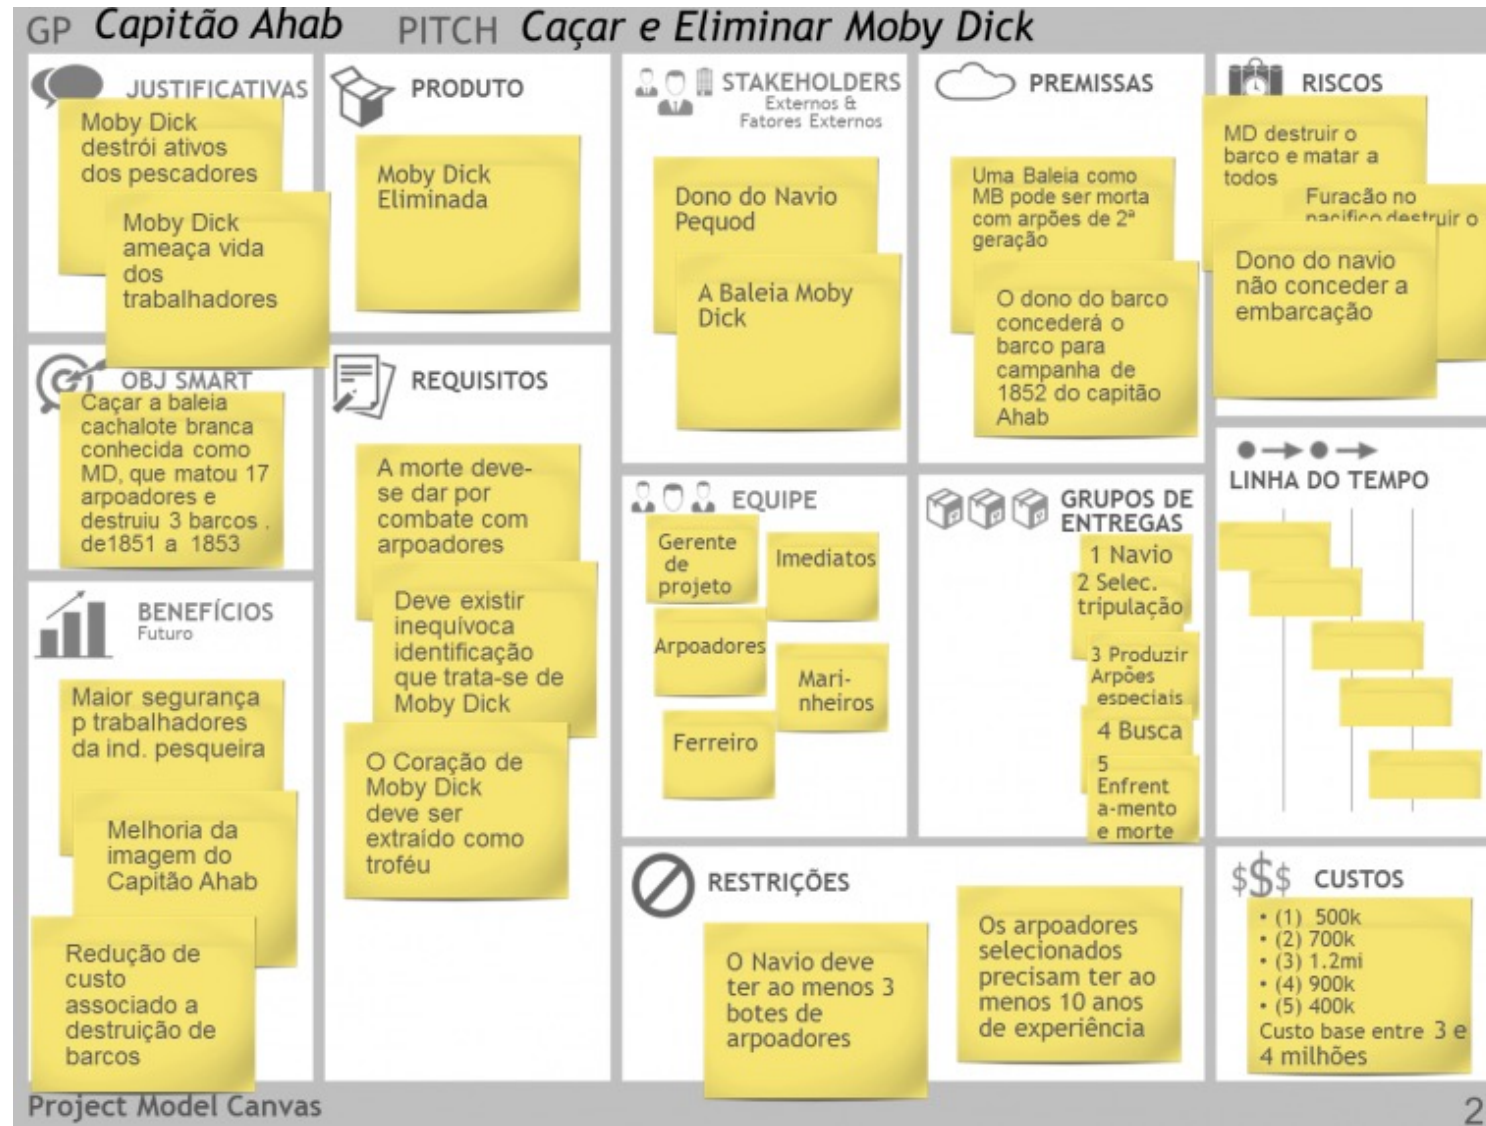 GP Capitão Ahab PITCH Caçar e Eliminar Moby Dick
JUSTIFICATIVAS
Moby Dick
destrói ativos
dos pescadores
Moby Dick
ameaça vida
dos
trabalhadores
OBJ SMART
Caçar a baleia
cachalote branca
conhecida como
MD, que matou 17
arpoadores e
destruiu 3 barcos .
de1851 a 1853
BENEFÍCIOS
Futuro
Maior segurança
p trabalhadores
da ind. pesqueira
Melhoria da
imagem do
Capitão Ahab
Redução de
custo
associado a
destruição de
barcos
PRODUTO
Moby Dick
Eliminada
REQUISITOS
A morte deve-
se dar por
combate com
arpoadores
Deve existir
inequívoca
identificação
que trata-se de
Moby Dick
O Coração de
Moby Dick
deve ser
extraído como
troféu
STAKEHOLDERS
Externos &
Fatores Externos
Dono do Navio
Pequod
A Baleia Moby
Dick
EQUIPE
Gerente
de
projeto
Imediatos
Arpoadores
Mari-
nheiros
Ferreiro
PREMISSAS
Uma Baleia como
MB pode ser morta
com arpões de 2ª
geração
O dono do barco
concederá o
barco para
campanha de
1852 do capitão
Ahab
GRUPOS DE
ENTREGAS
1 Navio
2 Selec.
tripulação
3 Produzir
Arpões
especiais
4 Busca
5
Enfrent
a-mento
e morte
RESTRIÇÕES
O Navio deve
ter ao menos 3
botes de
arpoadores
Os arpoadores
selecionados
precisam ter ao
menos 10 anos
de experiência
RISCOS
MD destruir o
barco e matar a
todos
Furacão no
pacifico destruir o
Dono do navio
não conceder a
embarcação
LINHA DO TEMPO
$$$ CUSTOS
• (1) 500k
• (2) 700k
• (3) 1.2mi
• (4) 900k
• (5) 400k
Custo base entre 3 e
4 milhões
Project Model Canvas
2